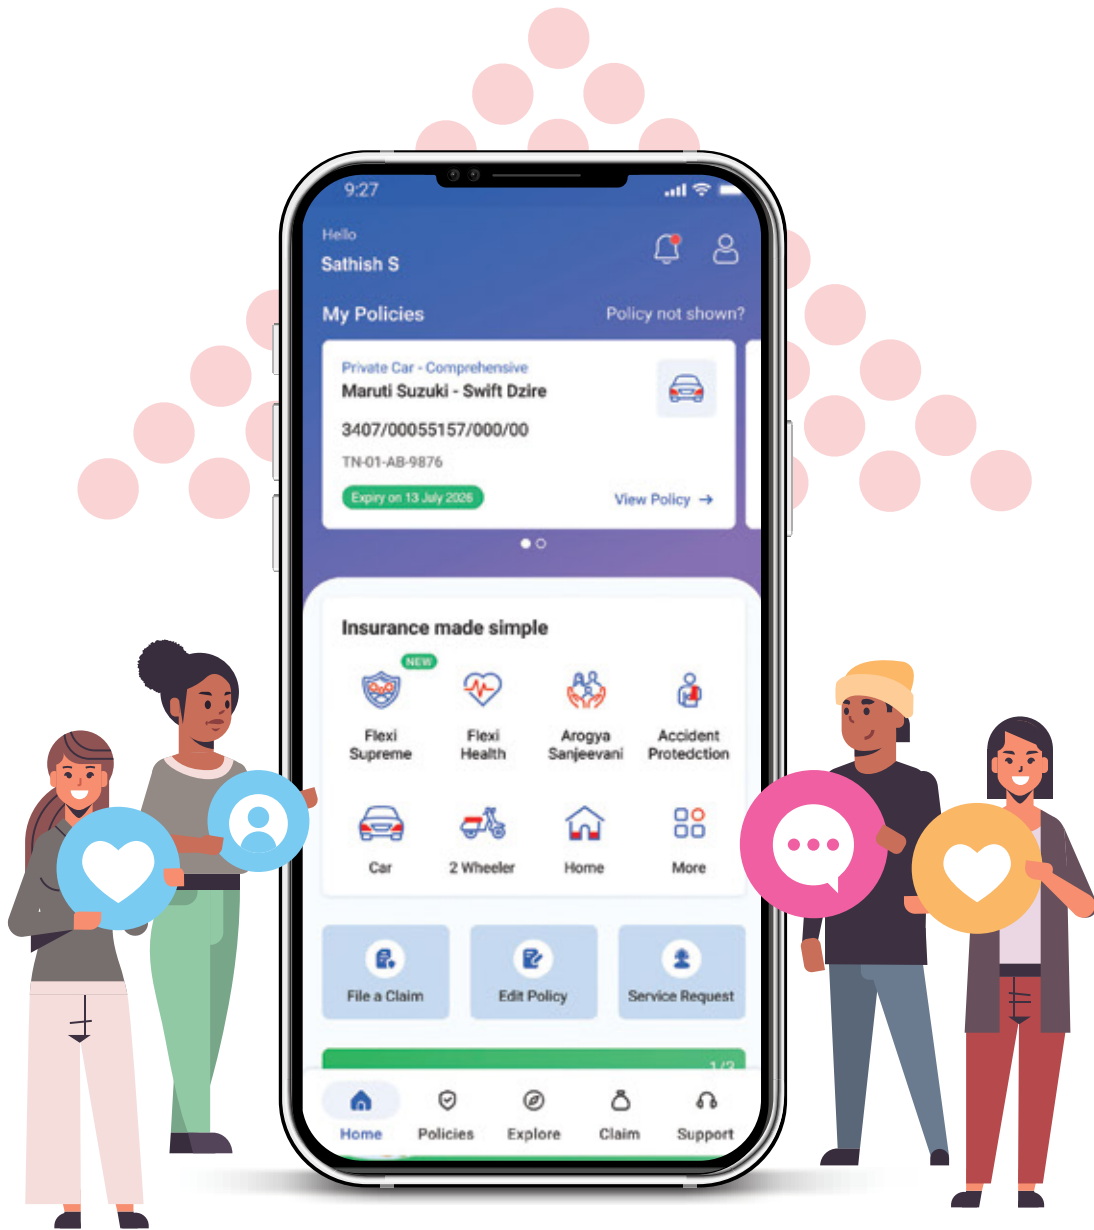 9:27
Hello
Sathish S
My Policies
Policy not shown?
Private Car - Comprehensive
Maruti Suzuki - Swift Dzire
3407/00055157/000/00
TN-01-AB-9876
Expiry on 13 July 2026
View Policy →
Insurance made simple
NEW
Flexi
Supreme
Flexi
Health
Arogya
Sanjeevani
Accident
Protedction
Car
2 Wheeler
Home
More
File a Claim
Edit Policy
Service Request
1/3
Home
Policies
Explore
Claim
Support